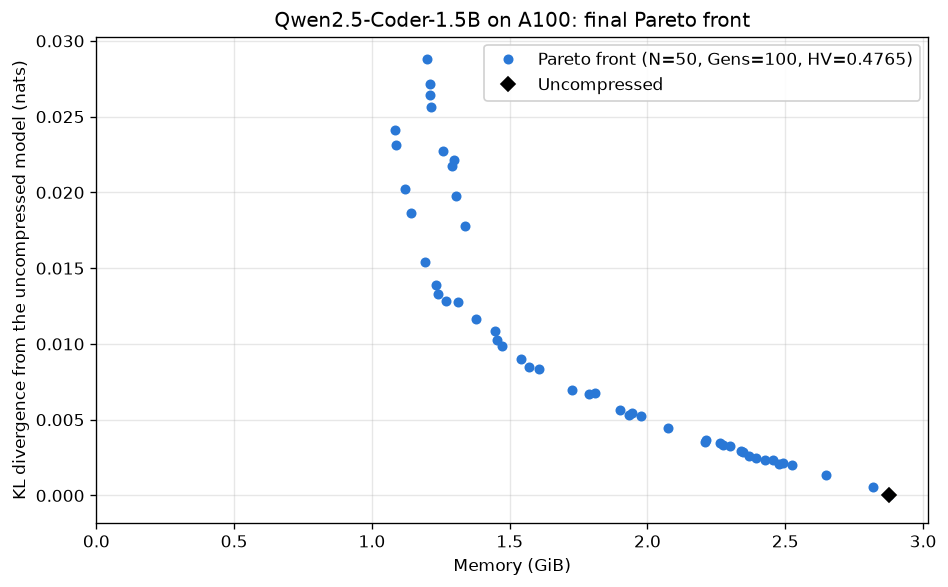 Qwen2.5-Coder-1.5B on A100: final Pareto front
Pareto front (N=50, Gens=100, HV=0.4765)
Uncompressed
KL divergence from the uncompressed model (nats)
0.030
0.025
0.020
0.015
0.010
0.005
0.000
0.0 0.5 1.0 1.5 2.0 2.5 3.0
Memory (GiB)